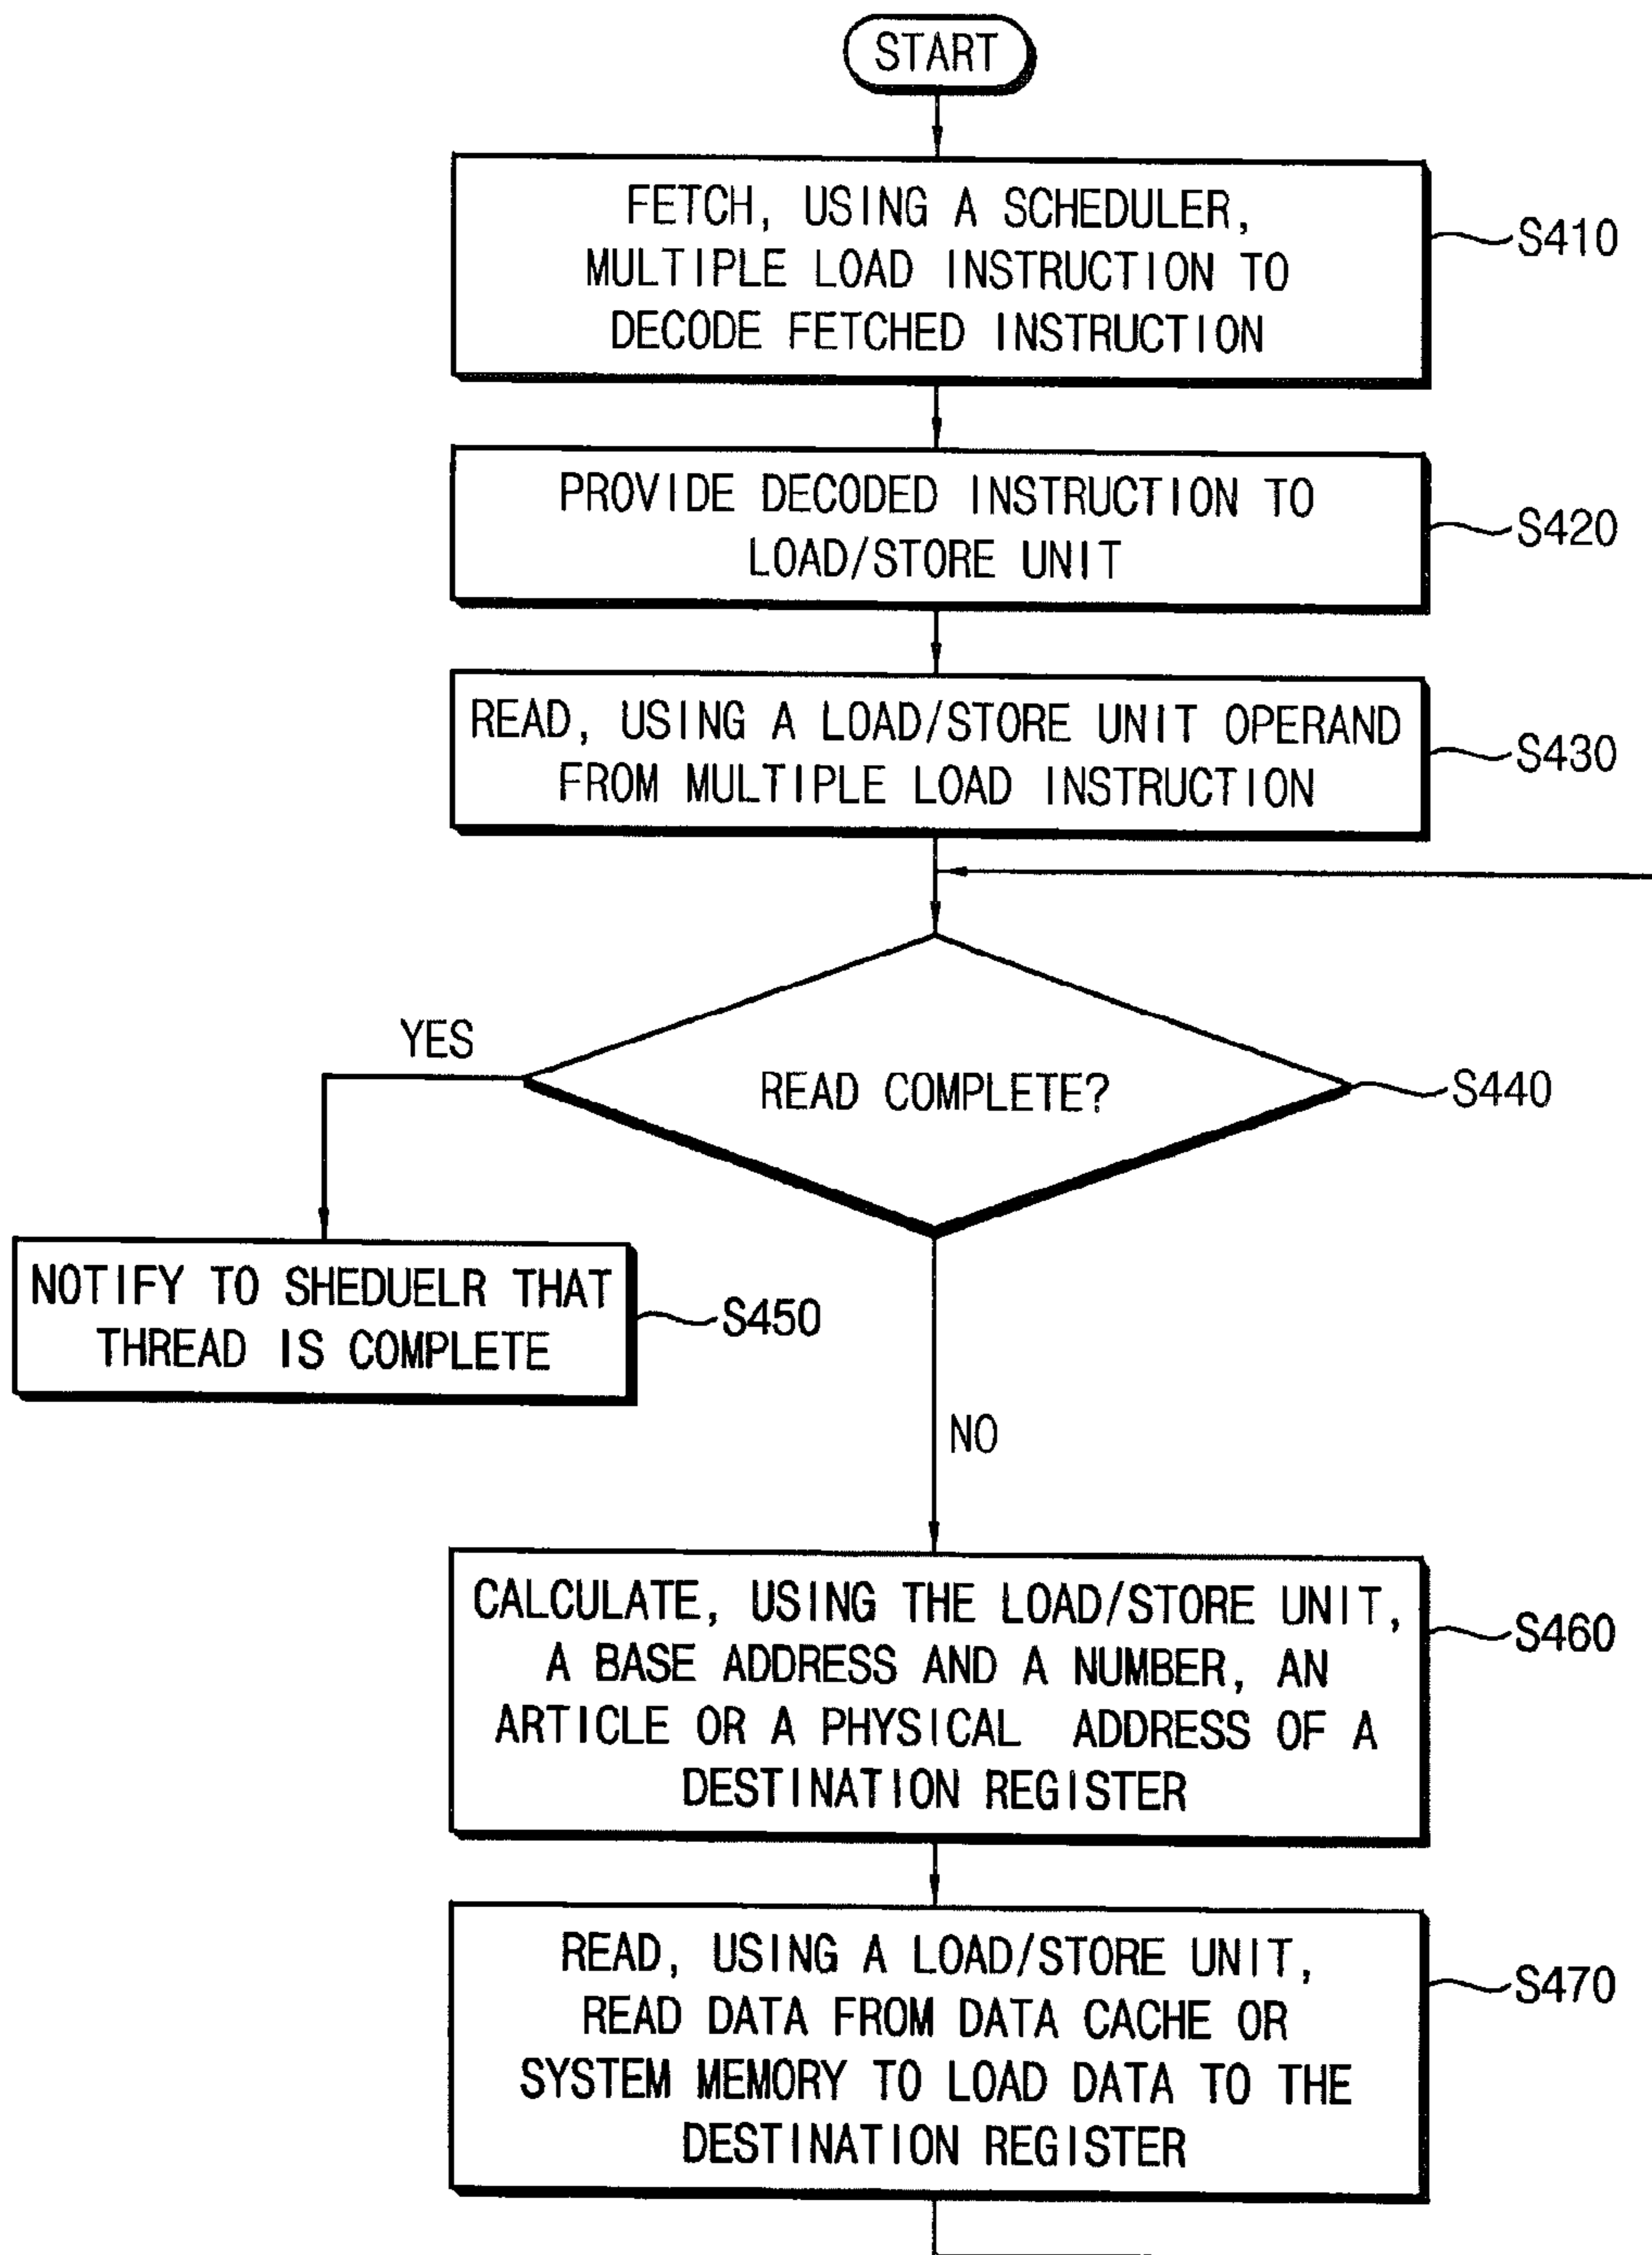 START
FETCH, USING A SCHEDULER,
MULTIPLE LOAD INSTRUCTION TO
DECODE FETCHED INSTRUCTION
S410
PROVIDE DECODED INSTRUCTION TO
LOAD/STORE UNIT
S420
READ, USING A LOAD/STORE UNIT OPERAND
FROM MULTIPLE LOAD INSTRUCTION
S430
YES
READ COMPLETE?
S440
NOTIFY TO SHEDUELR THAT
THREAD IS COMPLETE
S450
NO
CALCULATE, USING THE LOAD/STORE UNIT,
A BASE ADDRESS AND A NUMBER, AN
ARTICLE OR A PHYSICAL ADDRESS OF A
DESTINATION REGISTER
S460
READ, USING A LOAD/STORE UNIT,
READ DATA FROM DATA CACHE OR
SYSTEM MEMORY TO LOAD DATA TO THE
DESTINATION REGISTER
S470